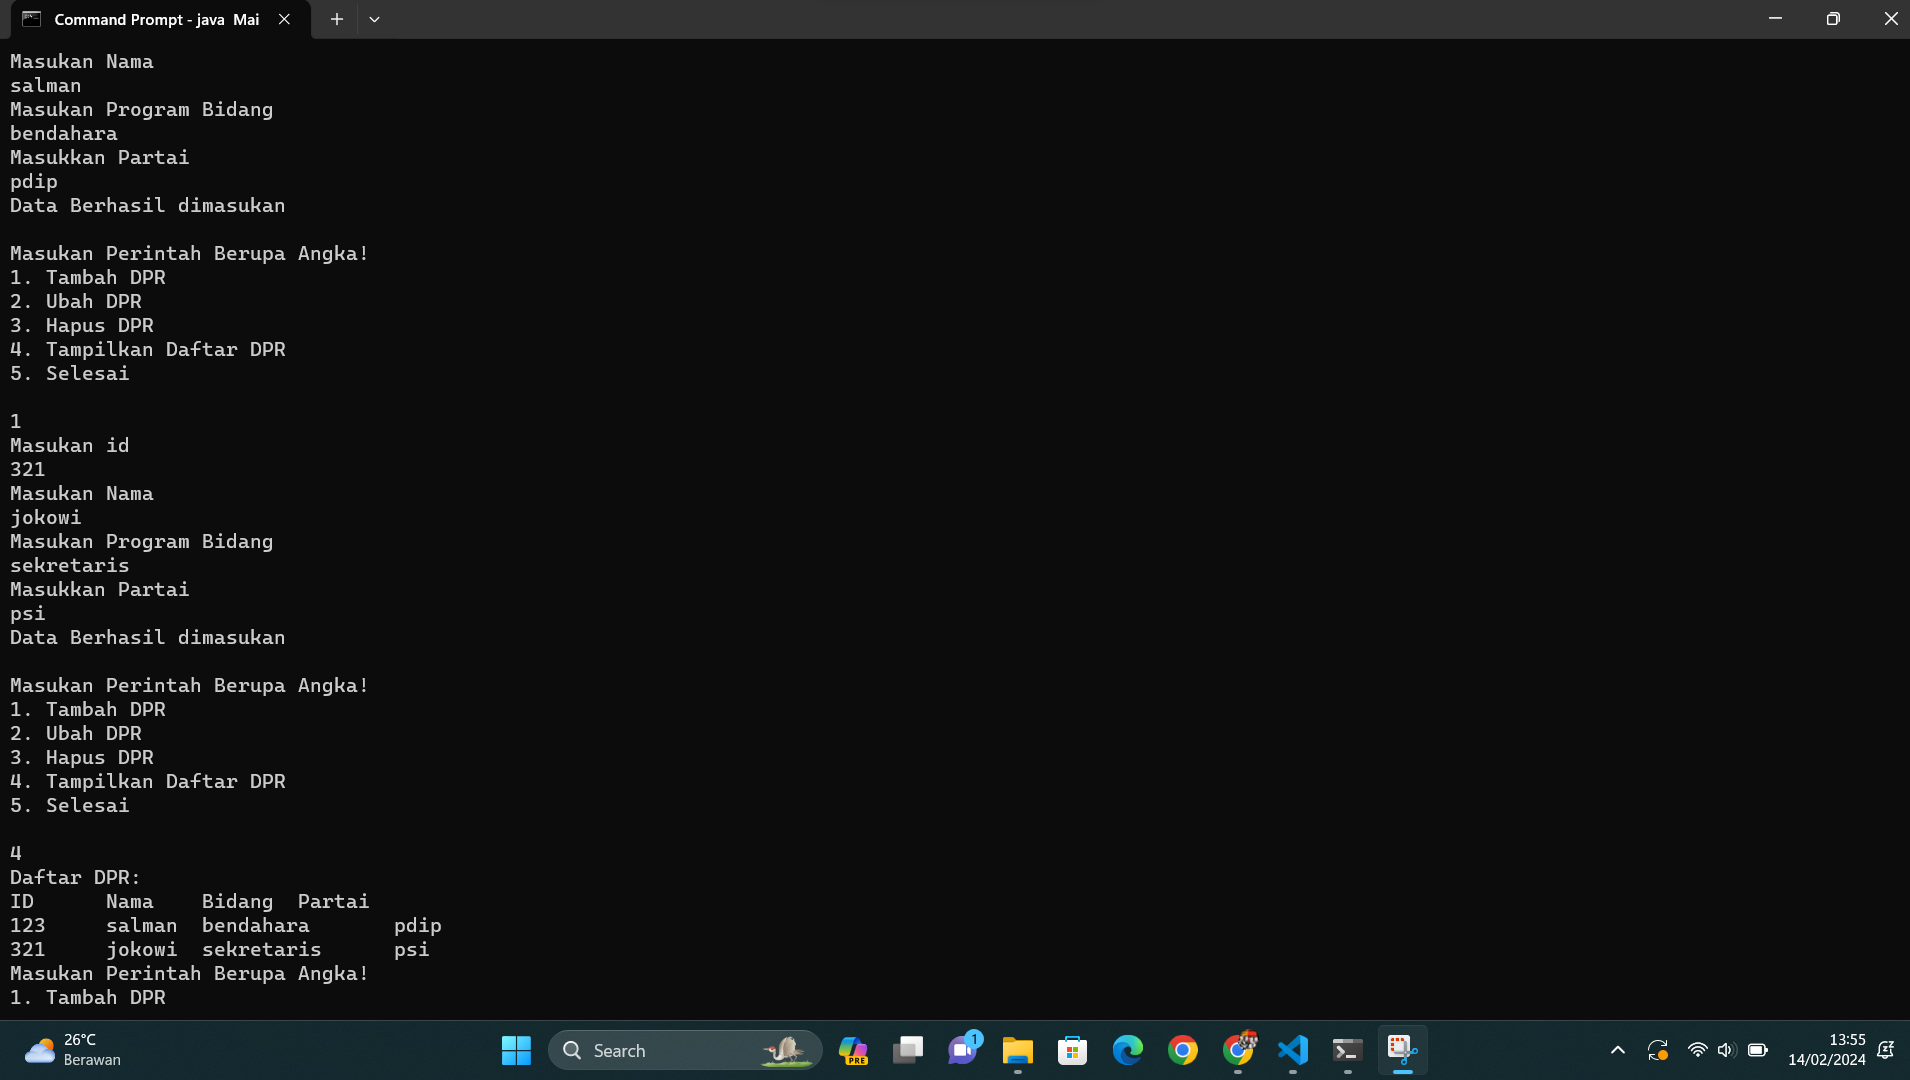 Command Prompt - java  Mai
Masukan Nama
salman
Masukan Program Bidang
bendahara
Masukkan Partai
pdip
Data Berhasil dimasukan
Masukan Perintah Berupa Angka!
1. Tambah DPR
2. Ubah DPR
3. Hapus DPR
4. Tampilkan Daftar DPR
5. Selesai
1
Masukan id
321
Masukan Nama
jokowi
Masukan Program Bidang
sekretaris
Masukkan Partai
psi
Data Berhasil dimasukan
Masukan Perintah Berupa Angka!
1. Tambah DPR
2. Ubah DPR
3. Hapus DPR
4. Tampilkan Daftar DPR
5. Selesai
4
Daftar DPR:
ID      Nama    Bidang  Partai
123     salman  bendahara       pdip
321     jokowi  sekretaris      psi
Masukan Perintah Berupa Angka!
1. Tambah DPR
26°C
Berawan
Search
PRE
1
13:55
14/02/2024